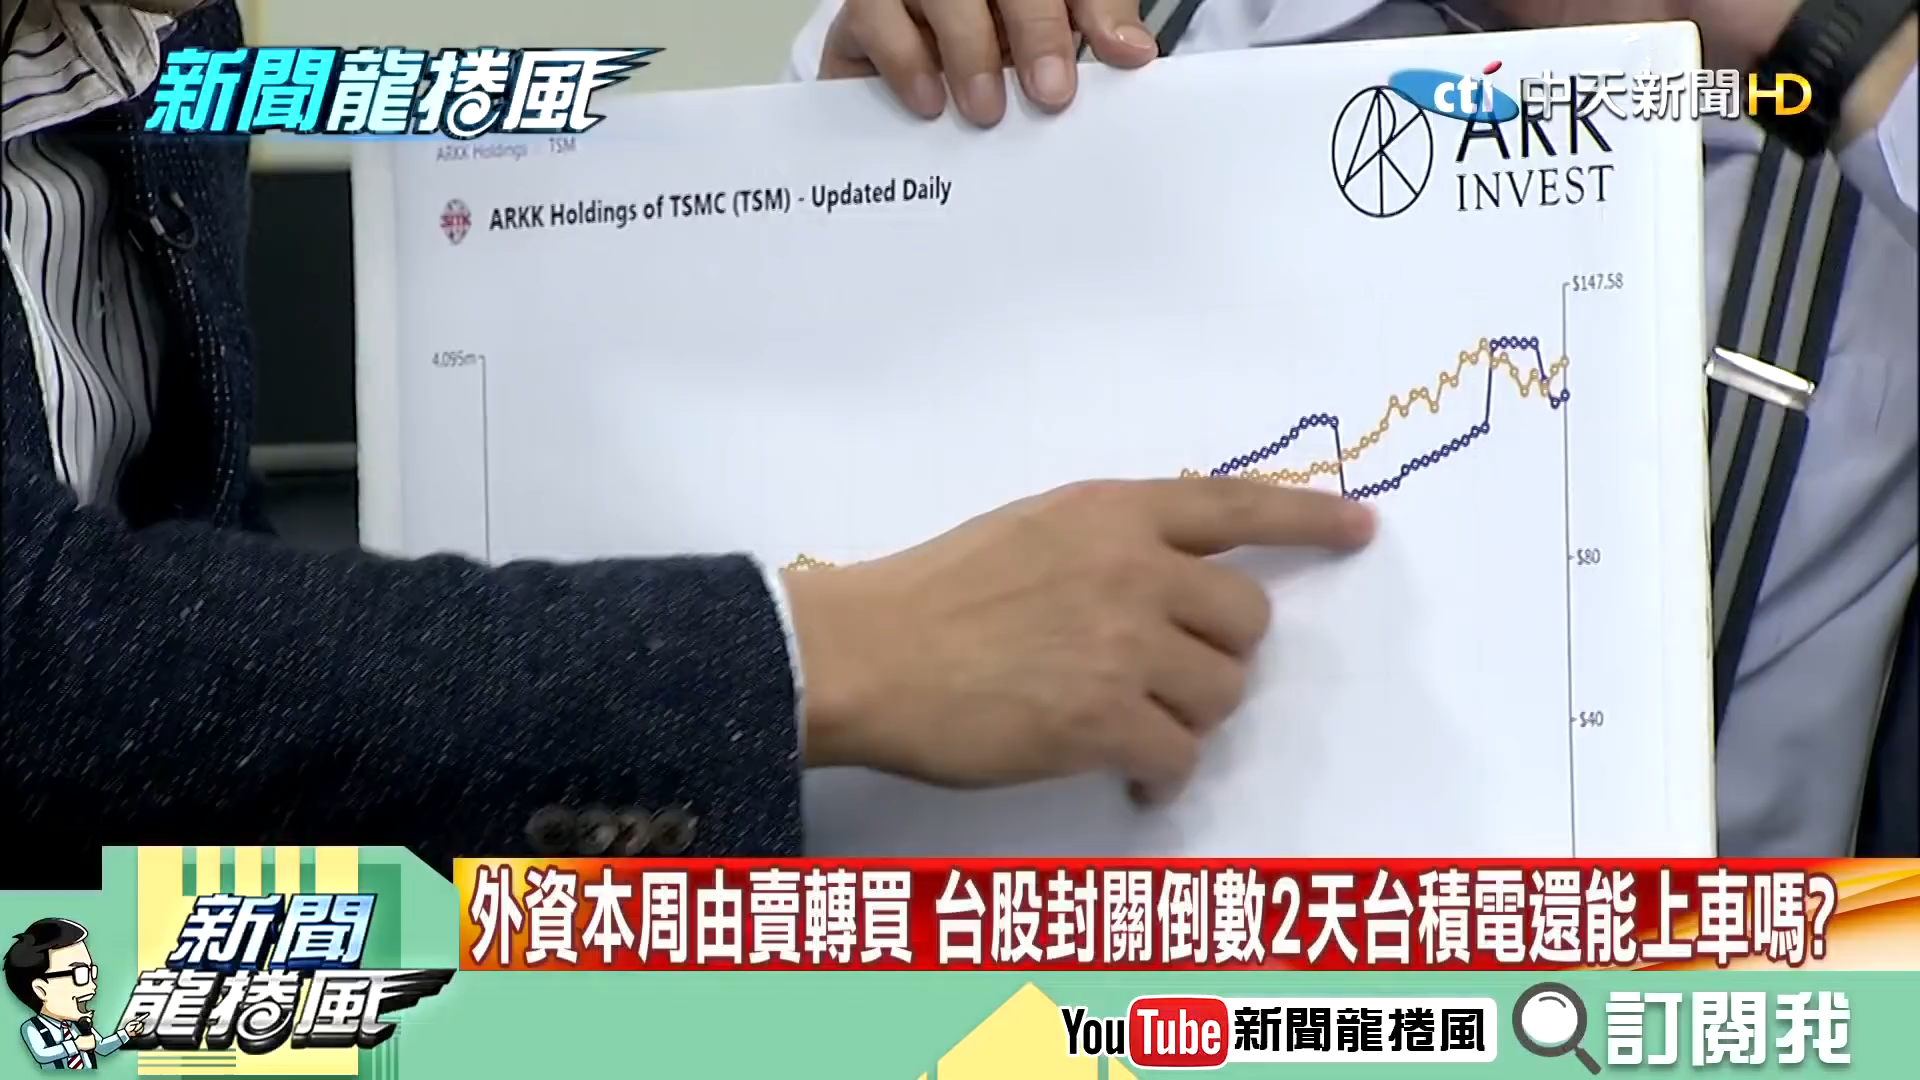 新聞龍捲風
cti 中天新聞HD
ARKK Holdings TSM
ARKK Holdings of TSMC (TSM) - Updated Daily
ARK
INVEST
$147.58
4.095m
$80
$40
外資本周由賣轉買 台股封關倒數2天台積電還能上車嗎?
新聞
龍捲風
YouTube 新聞龍捲風
訂閱我